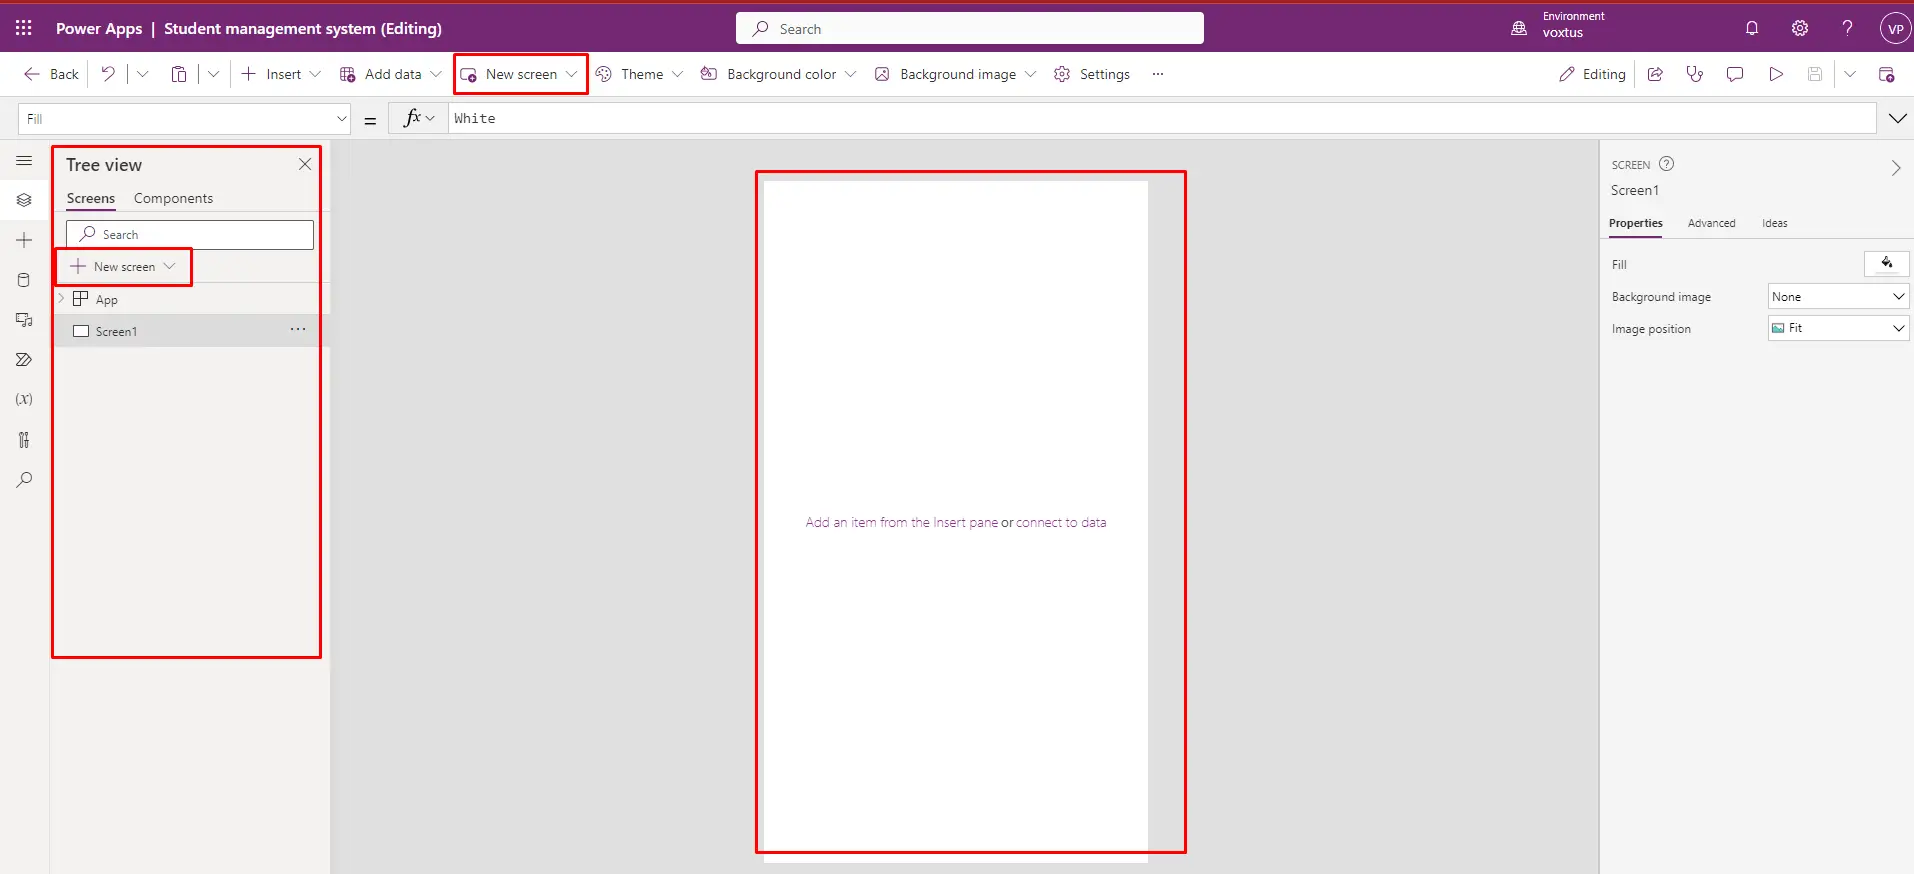 Power Apps | Student management system (Editing)
Search
Environment
voxtus
VP
Back
Insert
Add data
New screen
Theme
Background color
Background image
Settings
...
Editing
Fill
=
fx
White
Tree view
Screens
Components
Search
New screen
App
Screen1
...
(x)
Add an item from the Insert pane or connect to data
SCREEN
Screen1
Properties
Advanced
Ideas
Fill
Background image
None
Image position
Fit